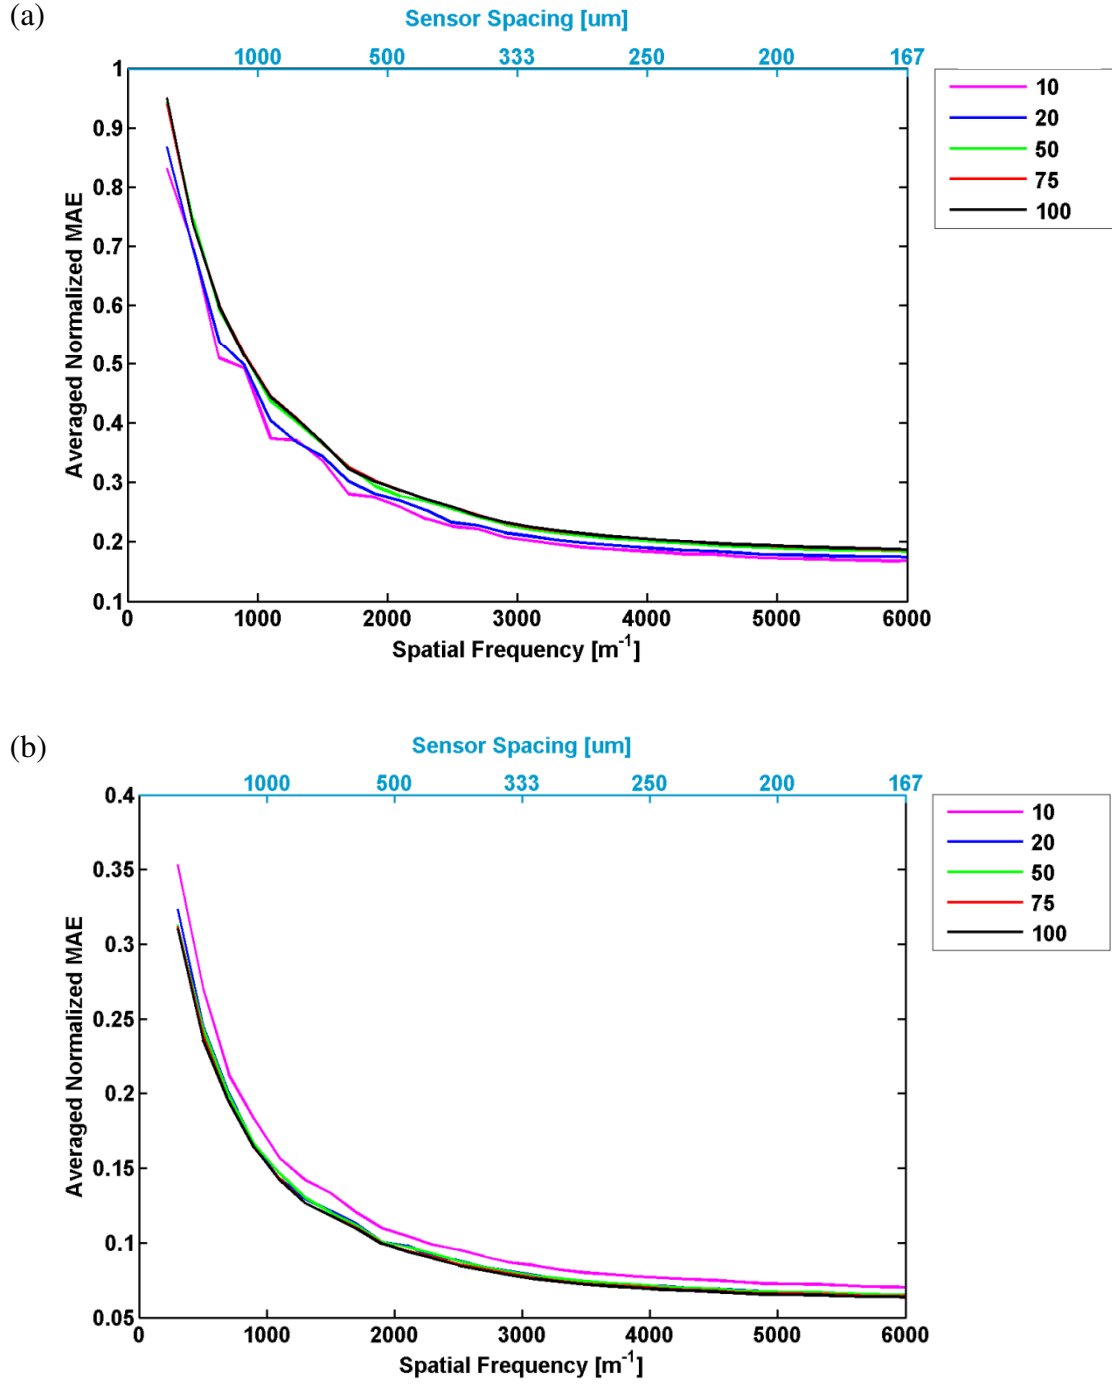 (a)
Sensor Spacing [um]
1000 500 333 250 200 167
1
0.9
0.8
0.7
0.6
0.5
0.4
0.3
0.2
0.1
Averaged Normalized MAE
0 1000 2000 3000 4000 5000 6000
Spatial Frequency [m⁻¹]
10
20
50
75
100
(b)
Sensor Spacing [um]
1000 500 333 250 200 167
0.4
0.35
0.3
0.25
0.2
0.15
0.1
0.05
Averaged Normalized MAE
0 1000 2000 3000 4000 5000 6000
Spatial Frequency [m⁻¹]
10
20
50
75
100